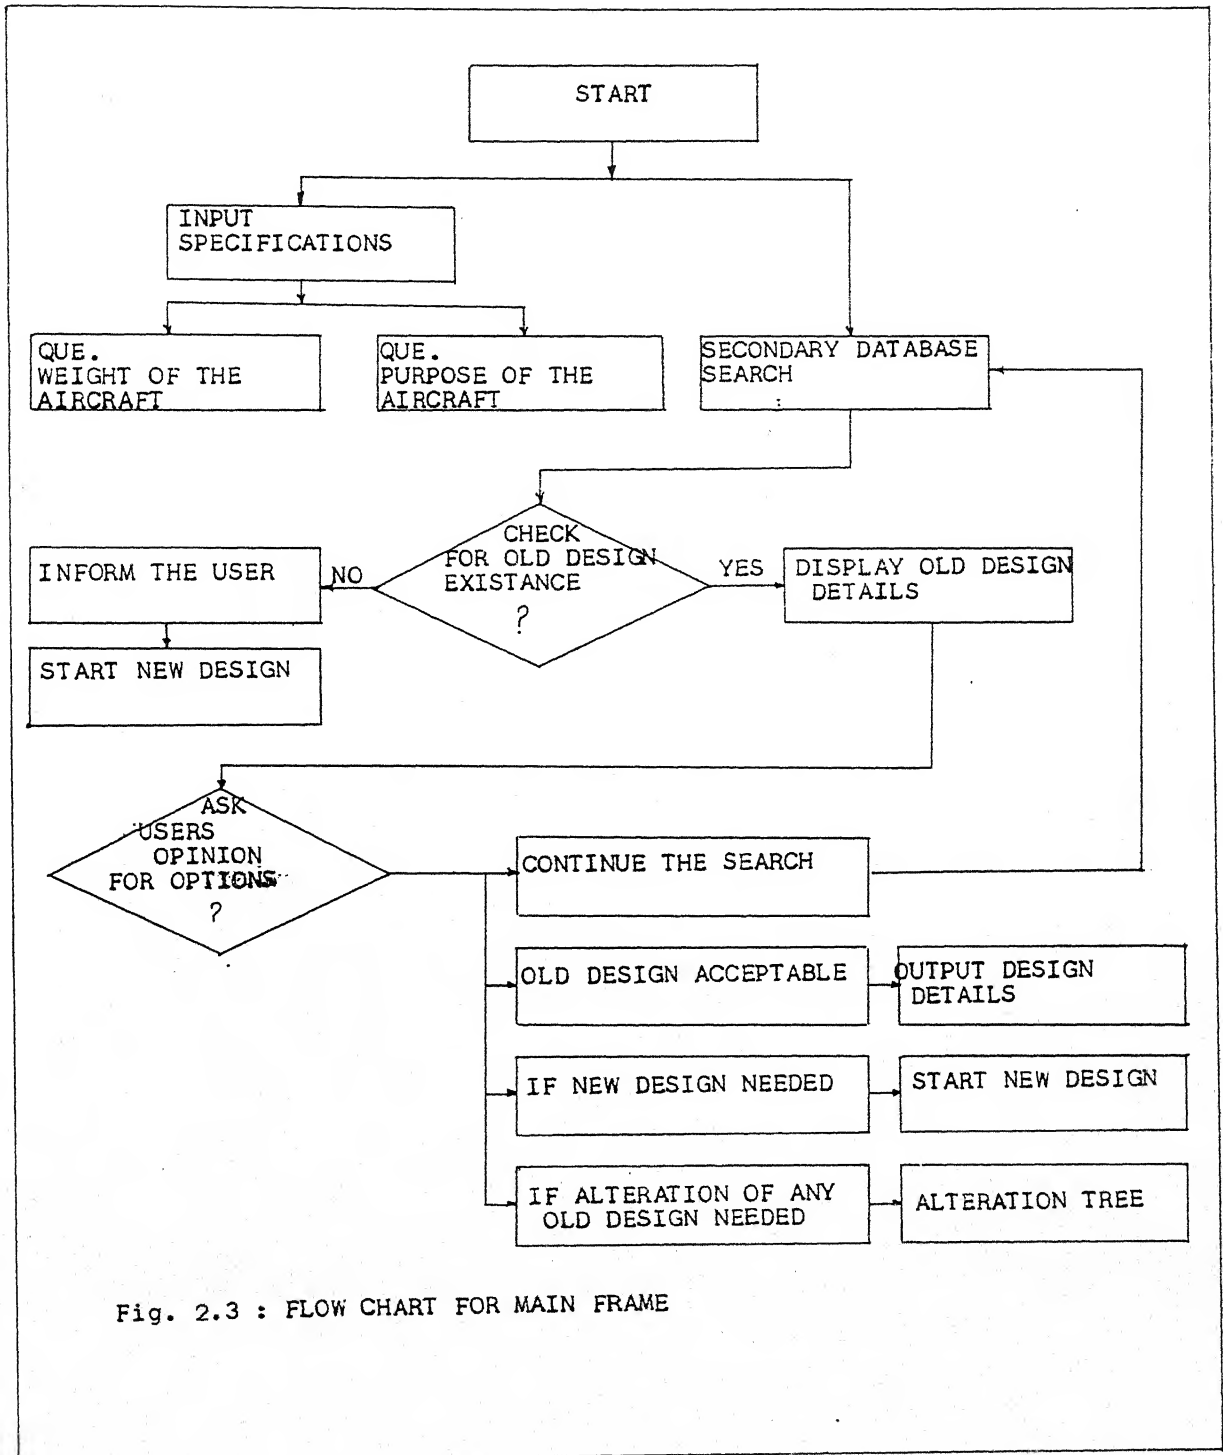 START
INPUT
SPECIFICATIONS
QUE.
WEIGHT OF THE
AIRCRAFT
QUE.
PURPOSE OF THE
AIRCRAFT
SECONDARY DATABASE
SEARCH
CHECK
FOR OLD DESIGN
EXISTANCE
?
NO
YES
INFORM THE USER
START NEW DESIGN
DISPLAY OLD DESIGN
DETAILS
ASK
USERS
OPINION
FOR OPTIONS
?
CONTINUE THE SEARCH
OLD DESIGN ACCEPTABLE
OUTPUT DESIGN
DETAILS
IF NEW DESIGN NEEDED
START NEW DESIGN
IF ALTERATION OF ANY
OLD DESIGN NEEDED
ALTERATION TREE
Fig. 2.3 : FLOW CHART FOR MAIN FRAME